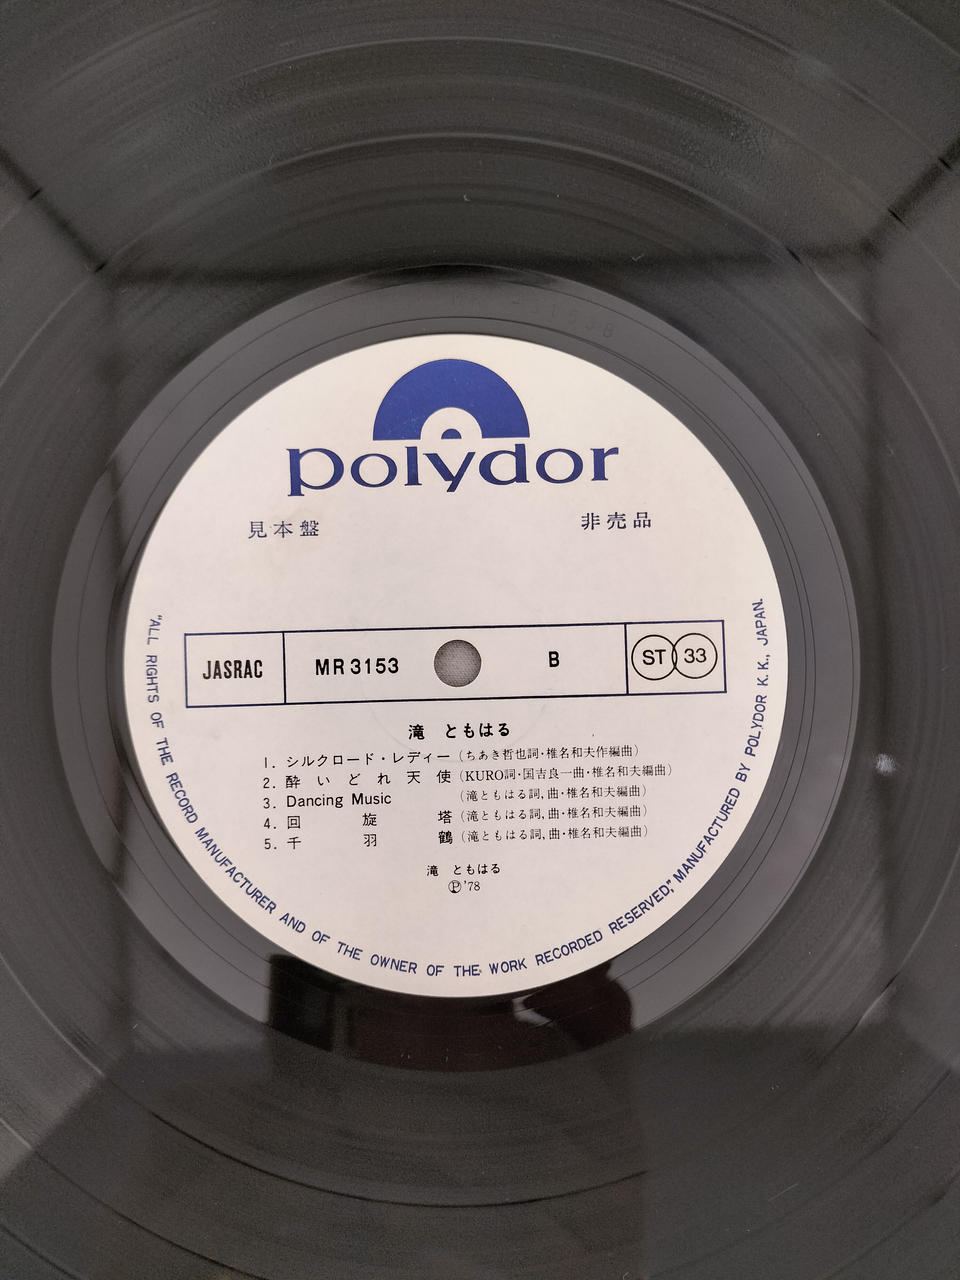 polydor
見本盤
非売品
JASRAC
MR 3153
B
ST 33
滝 ともはる
1. シルクロード・レディー (ちあき哲也詞・椎名和夫作編曲)
2. 酔いどれ天使 (KURO詞・国吉良一曲・椎名和夫編曲)
3. Dancing Music (滝ともはる詞,曲・椎名和夫編曲)
4. 回旋塔 (滝ともはる詞,曲・椎名和夫編曲)
5. 千羽鶴 (滝ともはる詞,曲・椎名和夫編曲)
滝 ともはる
Ⓟ'78
"ALL RIGHTS OF THE RECORD MANUFACTURER AND OF THE OWNER OF THE WORK RECORDED RESERVED;" MANUFACTURED BY POLYDOR K.K., JAPAN.